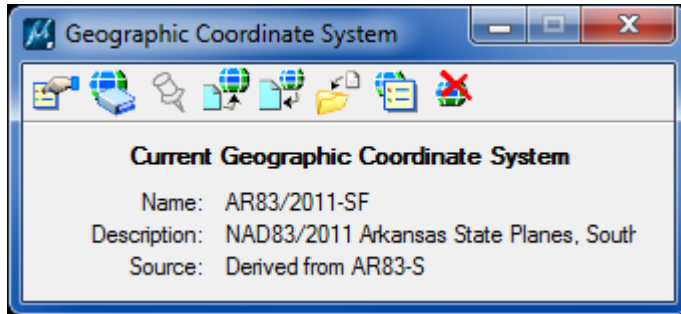 Geographic Coordinate System
Current Geographic Coordinate System
Name: AR83/2011-SF
Description: NAD83/2011 Arkansas State Planes, South
Source: Derived from AR83-S